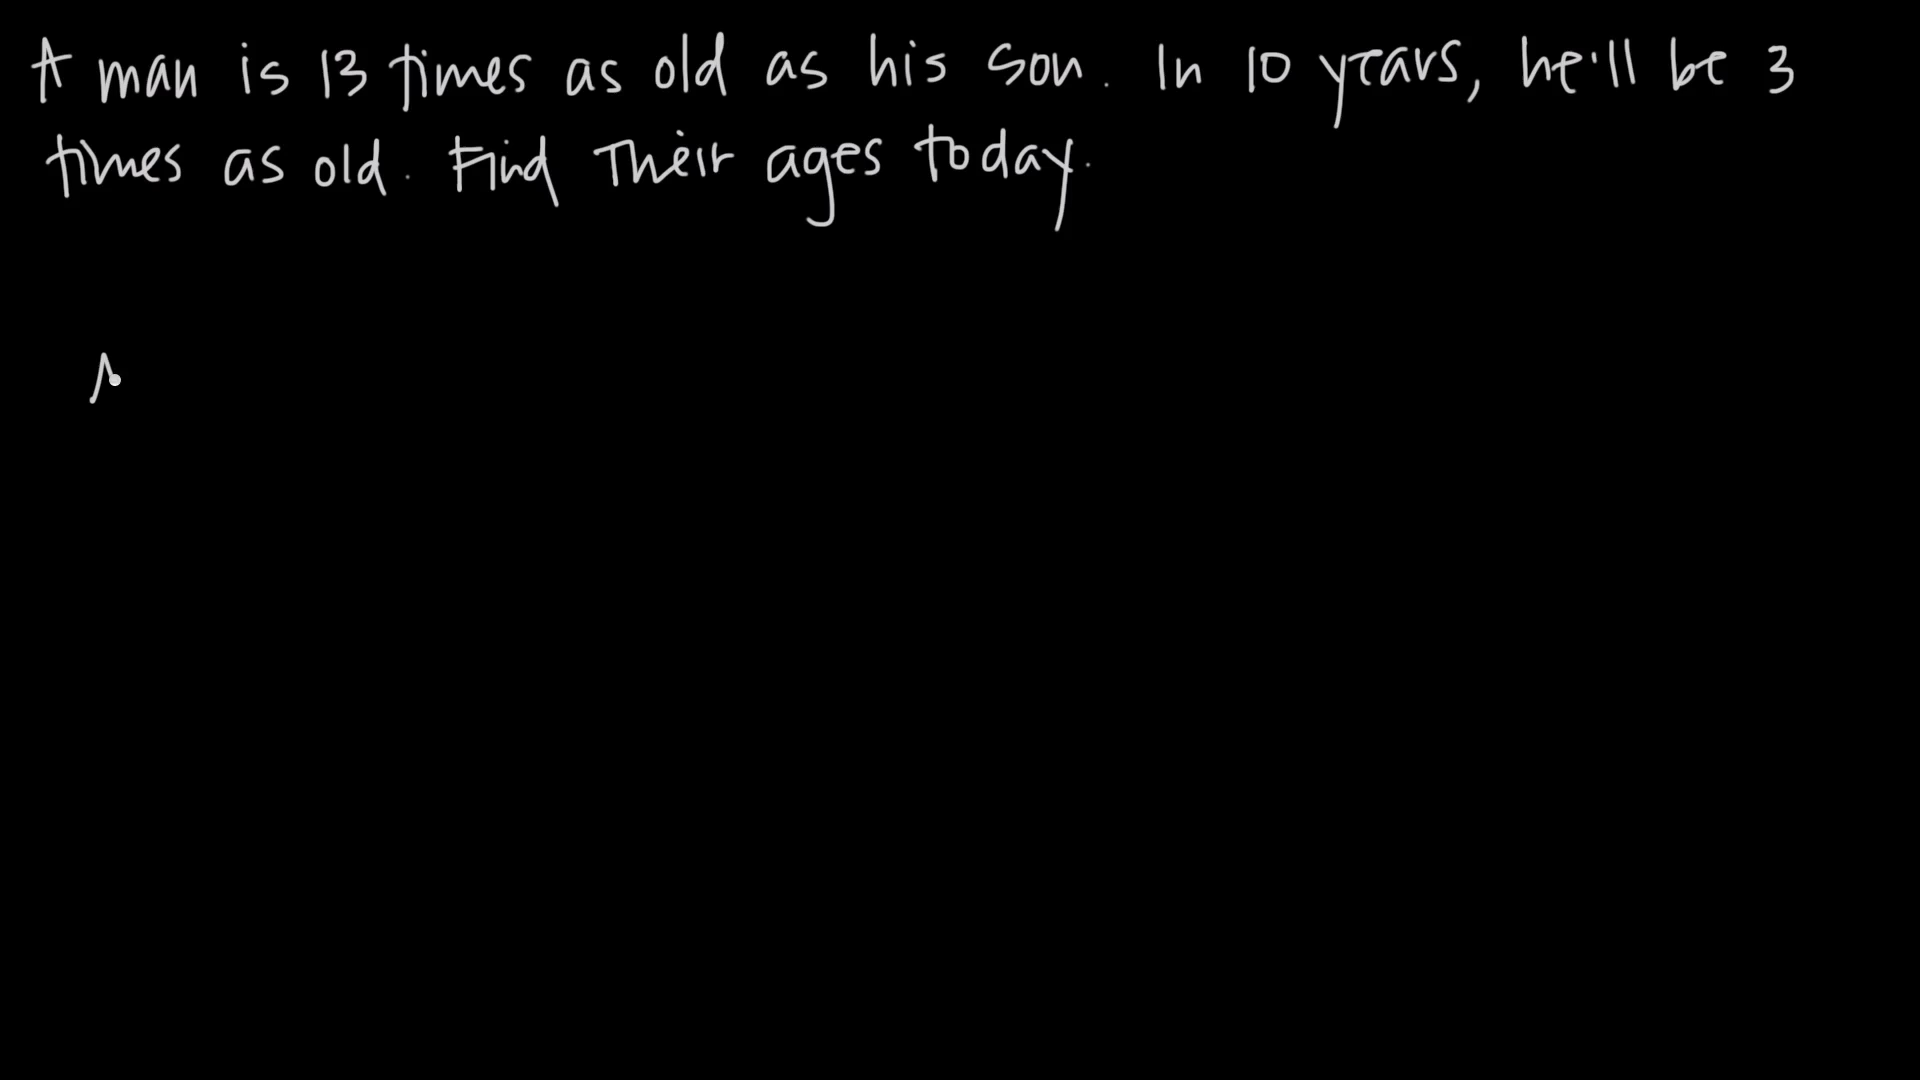 A man is 13 times as old as his son. In 10 years, he'll be 3
times as old. Find their ages today.